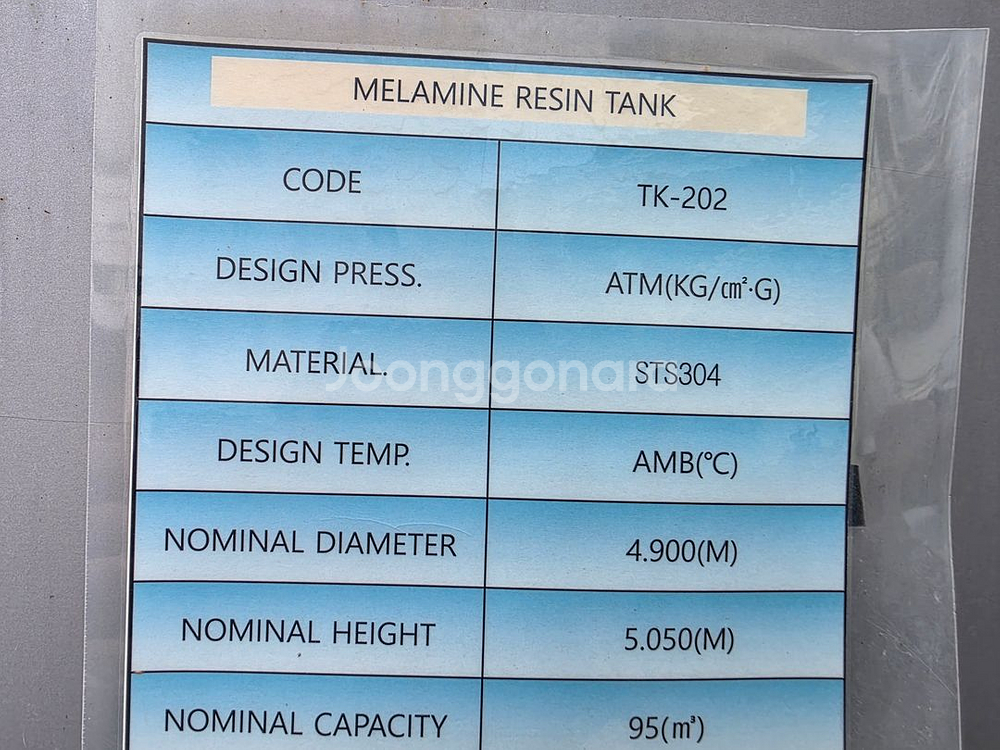 MELAMINE RESIN TANK
CODE TK-202
DESIGN PRESS. ATM(KG/㎠·G)
MATERIAL. STS304
Joonggonara
DESIGN TEMP. AMB(℃)
NOMINAL DIAMETER 4.900(M)
NOMINAL HEIGHT 5.050(M)
NOMINAL CAPACITY 95(㎥)